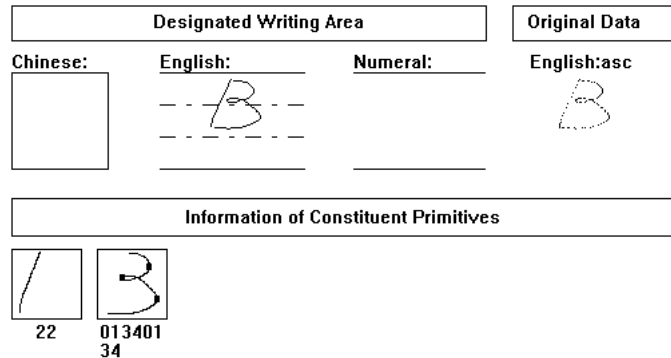 Designated Writing Area
Original Data
Chinese:
English:
Numeral:
English:asc
B
B
Information of Constituent Primitives
22
013401
34